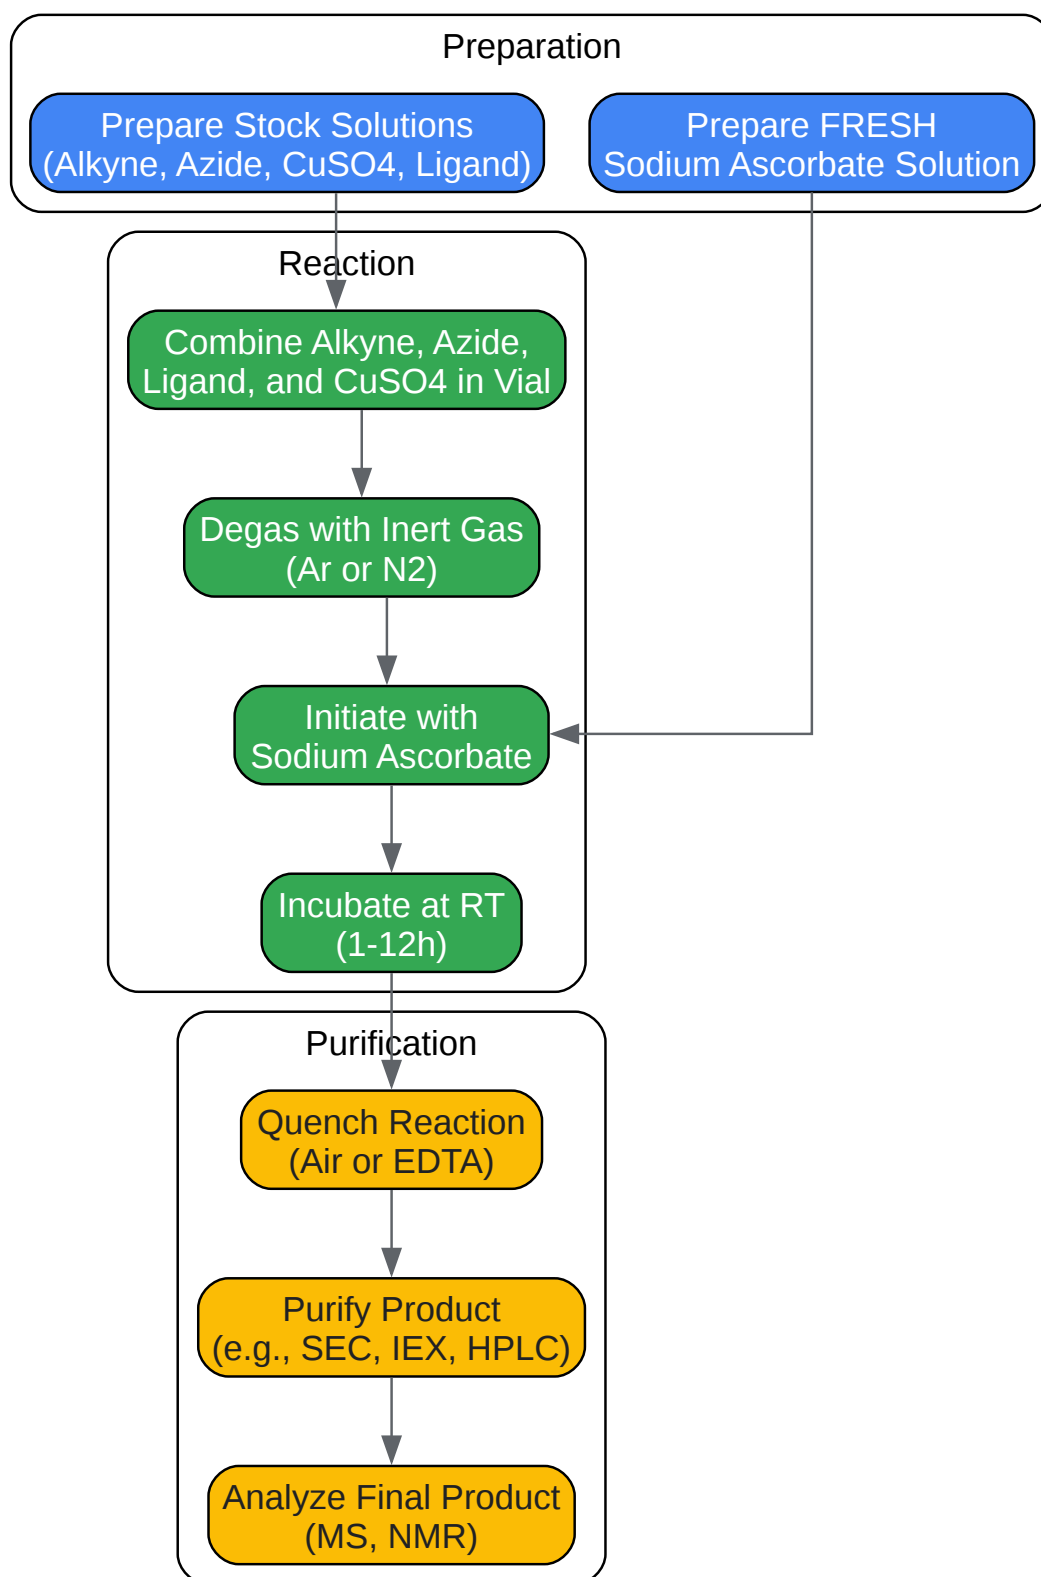 Preparation
Prepare Stock Solutions
(Alkyne, Azide, CuSO4, Ligand)
Prepare FRESH
Sodium Ascorbate Solution
Reaction
Combine Alkyne, Azide,
Ligand, and CuSO4 in Vial
Degas with Inert Gas
(Ar or N2)
Initiate with
Sodium Ascorbate
Incubate at RT
(1-12h)
Purification
Quench Reaction
(Air or EDTA)
Purify Product
(e.g., SEC, IEX, HPLC)
Analyze Final Product
(MS, NMR)